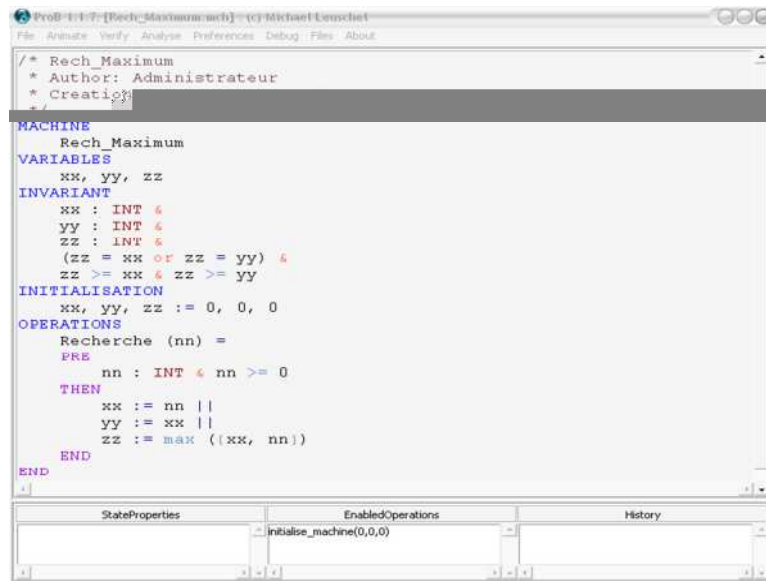 ProB 1.1.7: [Rech_Maximum.mch] : (c) Michael Leuschel
File Animate Verify Analyse Preferences Debug Files About
/* Rech_Maximum
* Author: Administrateur
* Creation
*/
MACHINE
Rech_Maximum
VARIABLES
xx, yy, zz
INVARIANT
xx : INT &
yy : INT &
zz : INT &
(zz = xx or zz = yy) &
zz >= xx & zz >= yy
INITIALISATION
xx, yy, zz := 0, 0, 0
OPERATIONS
Recherche (nn) =
PRE
nn : INT & nn >= 0
THEN
xx := nn ||
yy := xx ||
zz := max ({xx, nn})
END
END
StateProperties EnabledOperations History
initialise_machine(0,0,0)